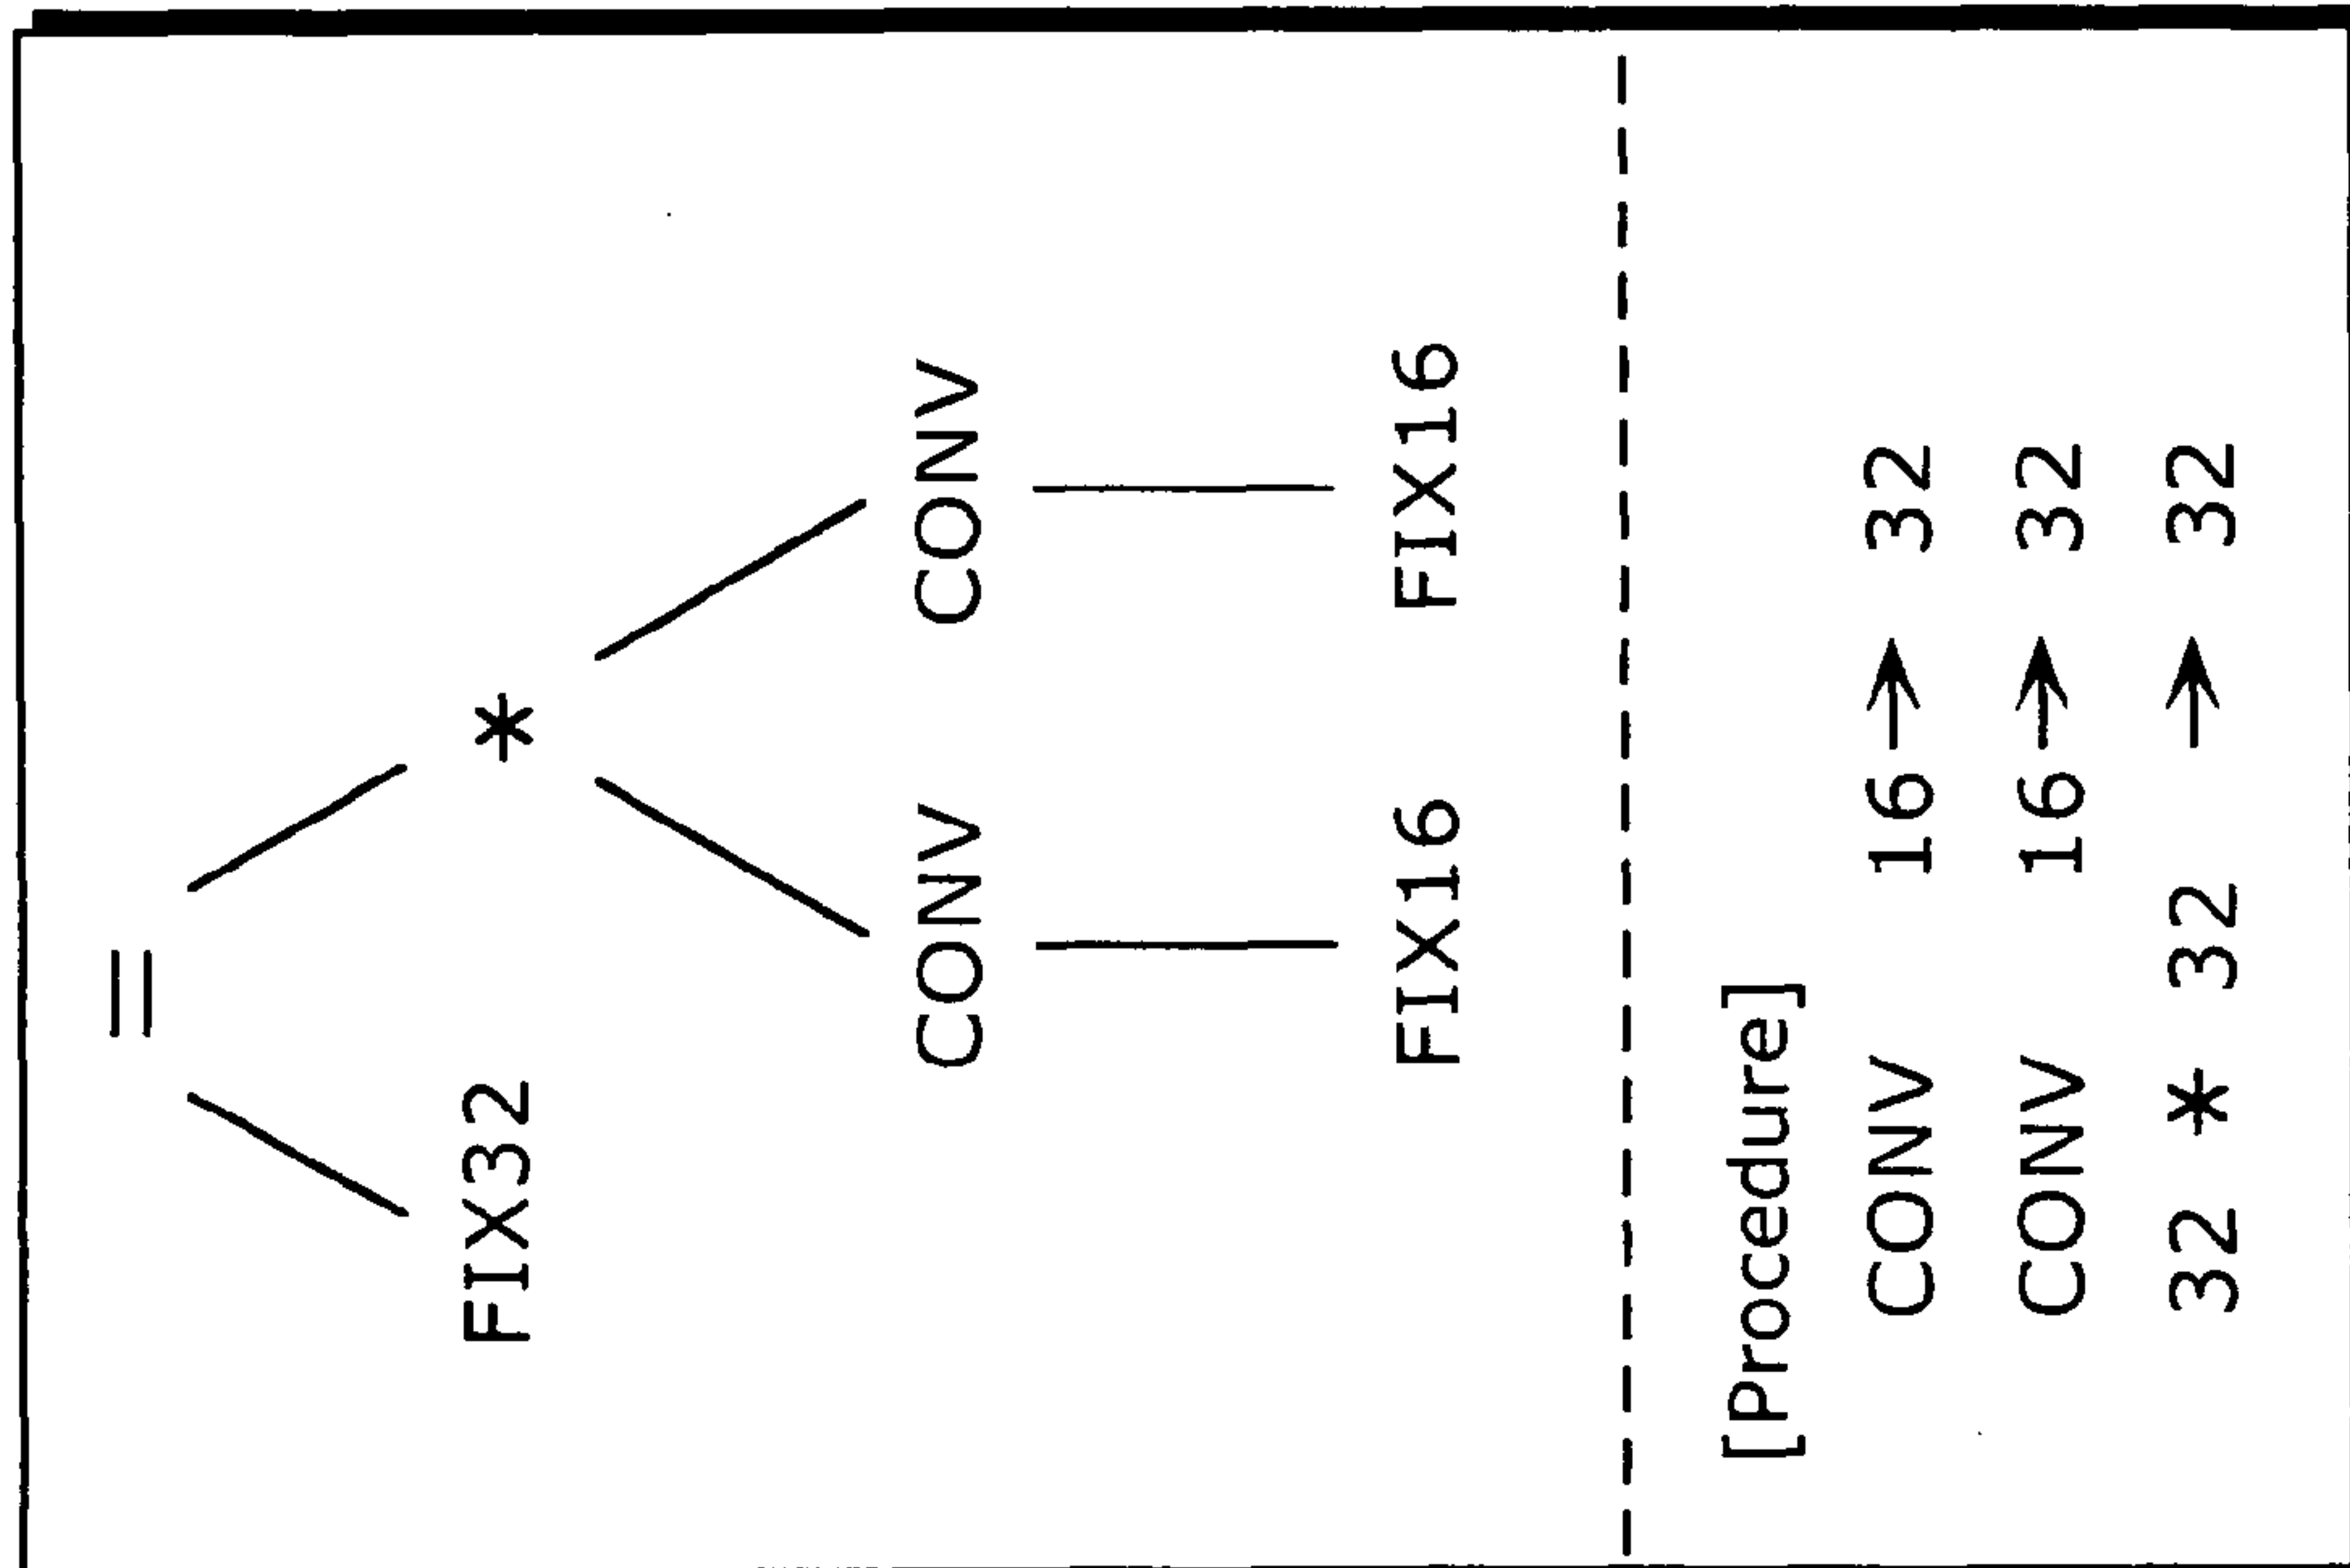 =
FIX32 *
CONV CONV
FIX16 FIX16
[Procedure]
CONV 16→ 32
CONV 16→ 32
32 * 32 → 32